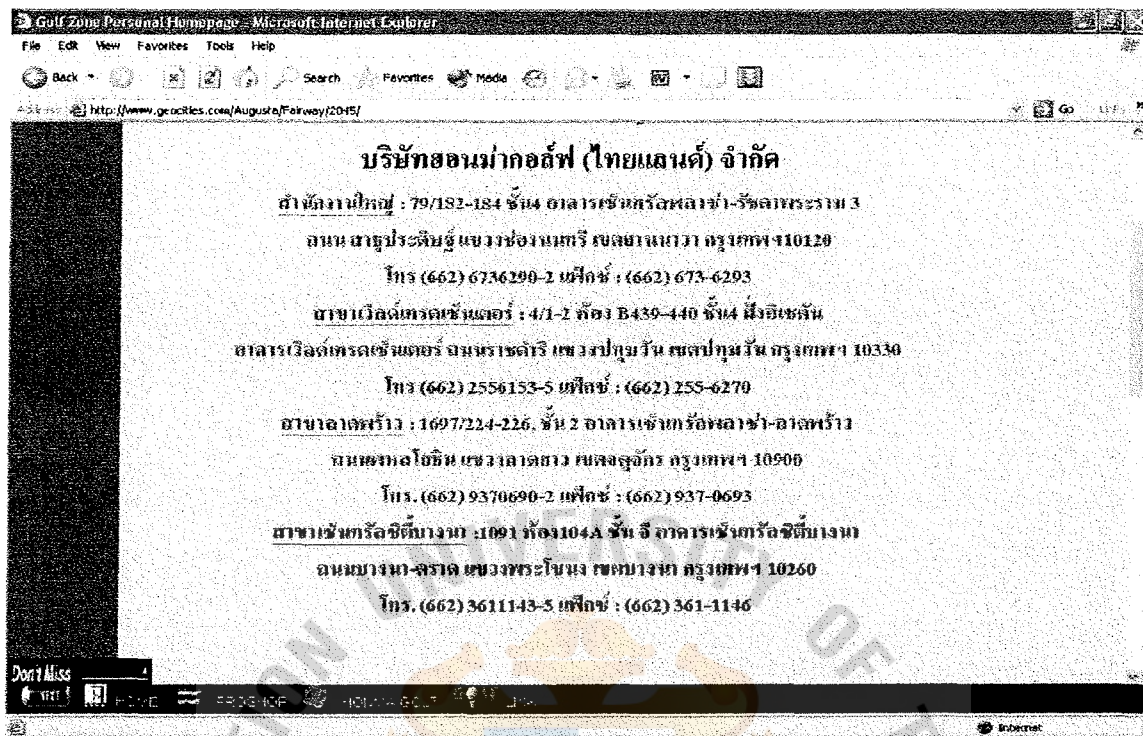 Golf Zone Personal Homepage - Microsoft Internet Explorer
File Edit View Favorites Tools Help
Back Search Favorites Media
http://www.geocities.com/Augusta/Fairway/2045/ Go
บริษัทฮอนม่ากอล์ฟ (ไทยแลนด์) จำกัด
สำนักงานใหญ่ : 79/182-184 ชั้น4 อาคารเซ็นทรัลพลาซ่า-รัชดาพระราม 3
ถนน สาธุประดิษฐ์ แขวงช่องนนทรี เขตยานนาวา กรุงเทพฯ10120
โทร (662) 6736290-2 แฟ็กซ์ : (662) 673-6293
สาขาเวิลด์เทรดเซ็นเตอร์ : 4/1-2 ห้อง B439-440 ชั้น4 ฝั่งอิเซตัน
อาคารเวิลด์เทรดเซ็นเตอร์ ถนนราชดำริ แขวงปทุมวัน เขตปทุมวัน กรุงเทพฯ 10330
โทร (662) 2556153-5 แฟ็กซ์ : (662) 255-6270
สาขาลาดพร้าว : 1697/224-226, ชั้น 2 อาคารเซ็นทรัลพลาซ่า-ลาดพร้าว
ถนนพหลโยธิน แขวงลาดยาว เขตจตุจักร กรุงเทพฯ 10900
โทร. (662) 9370690-2 แฟ็กซ์ : (662) 937-0693
สาขาเซ็นทรัลซิตี้บางนา :1091 ห้อง104A ชั้น อี อาคารเซ็นทรัลซิตี้บางนา
ถนนบางนา-ตราด แขวงพระโขนง เขตบางนา กรุงเทพฯ 10260
โทร. (662) 3611143-5 แฟ็กซ์ : (662) 361-1146
UNIVERSITY OF
Don't Miss
HOME PROSHOP HONMA GOLF LINK
Internet